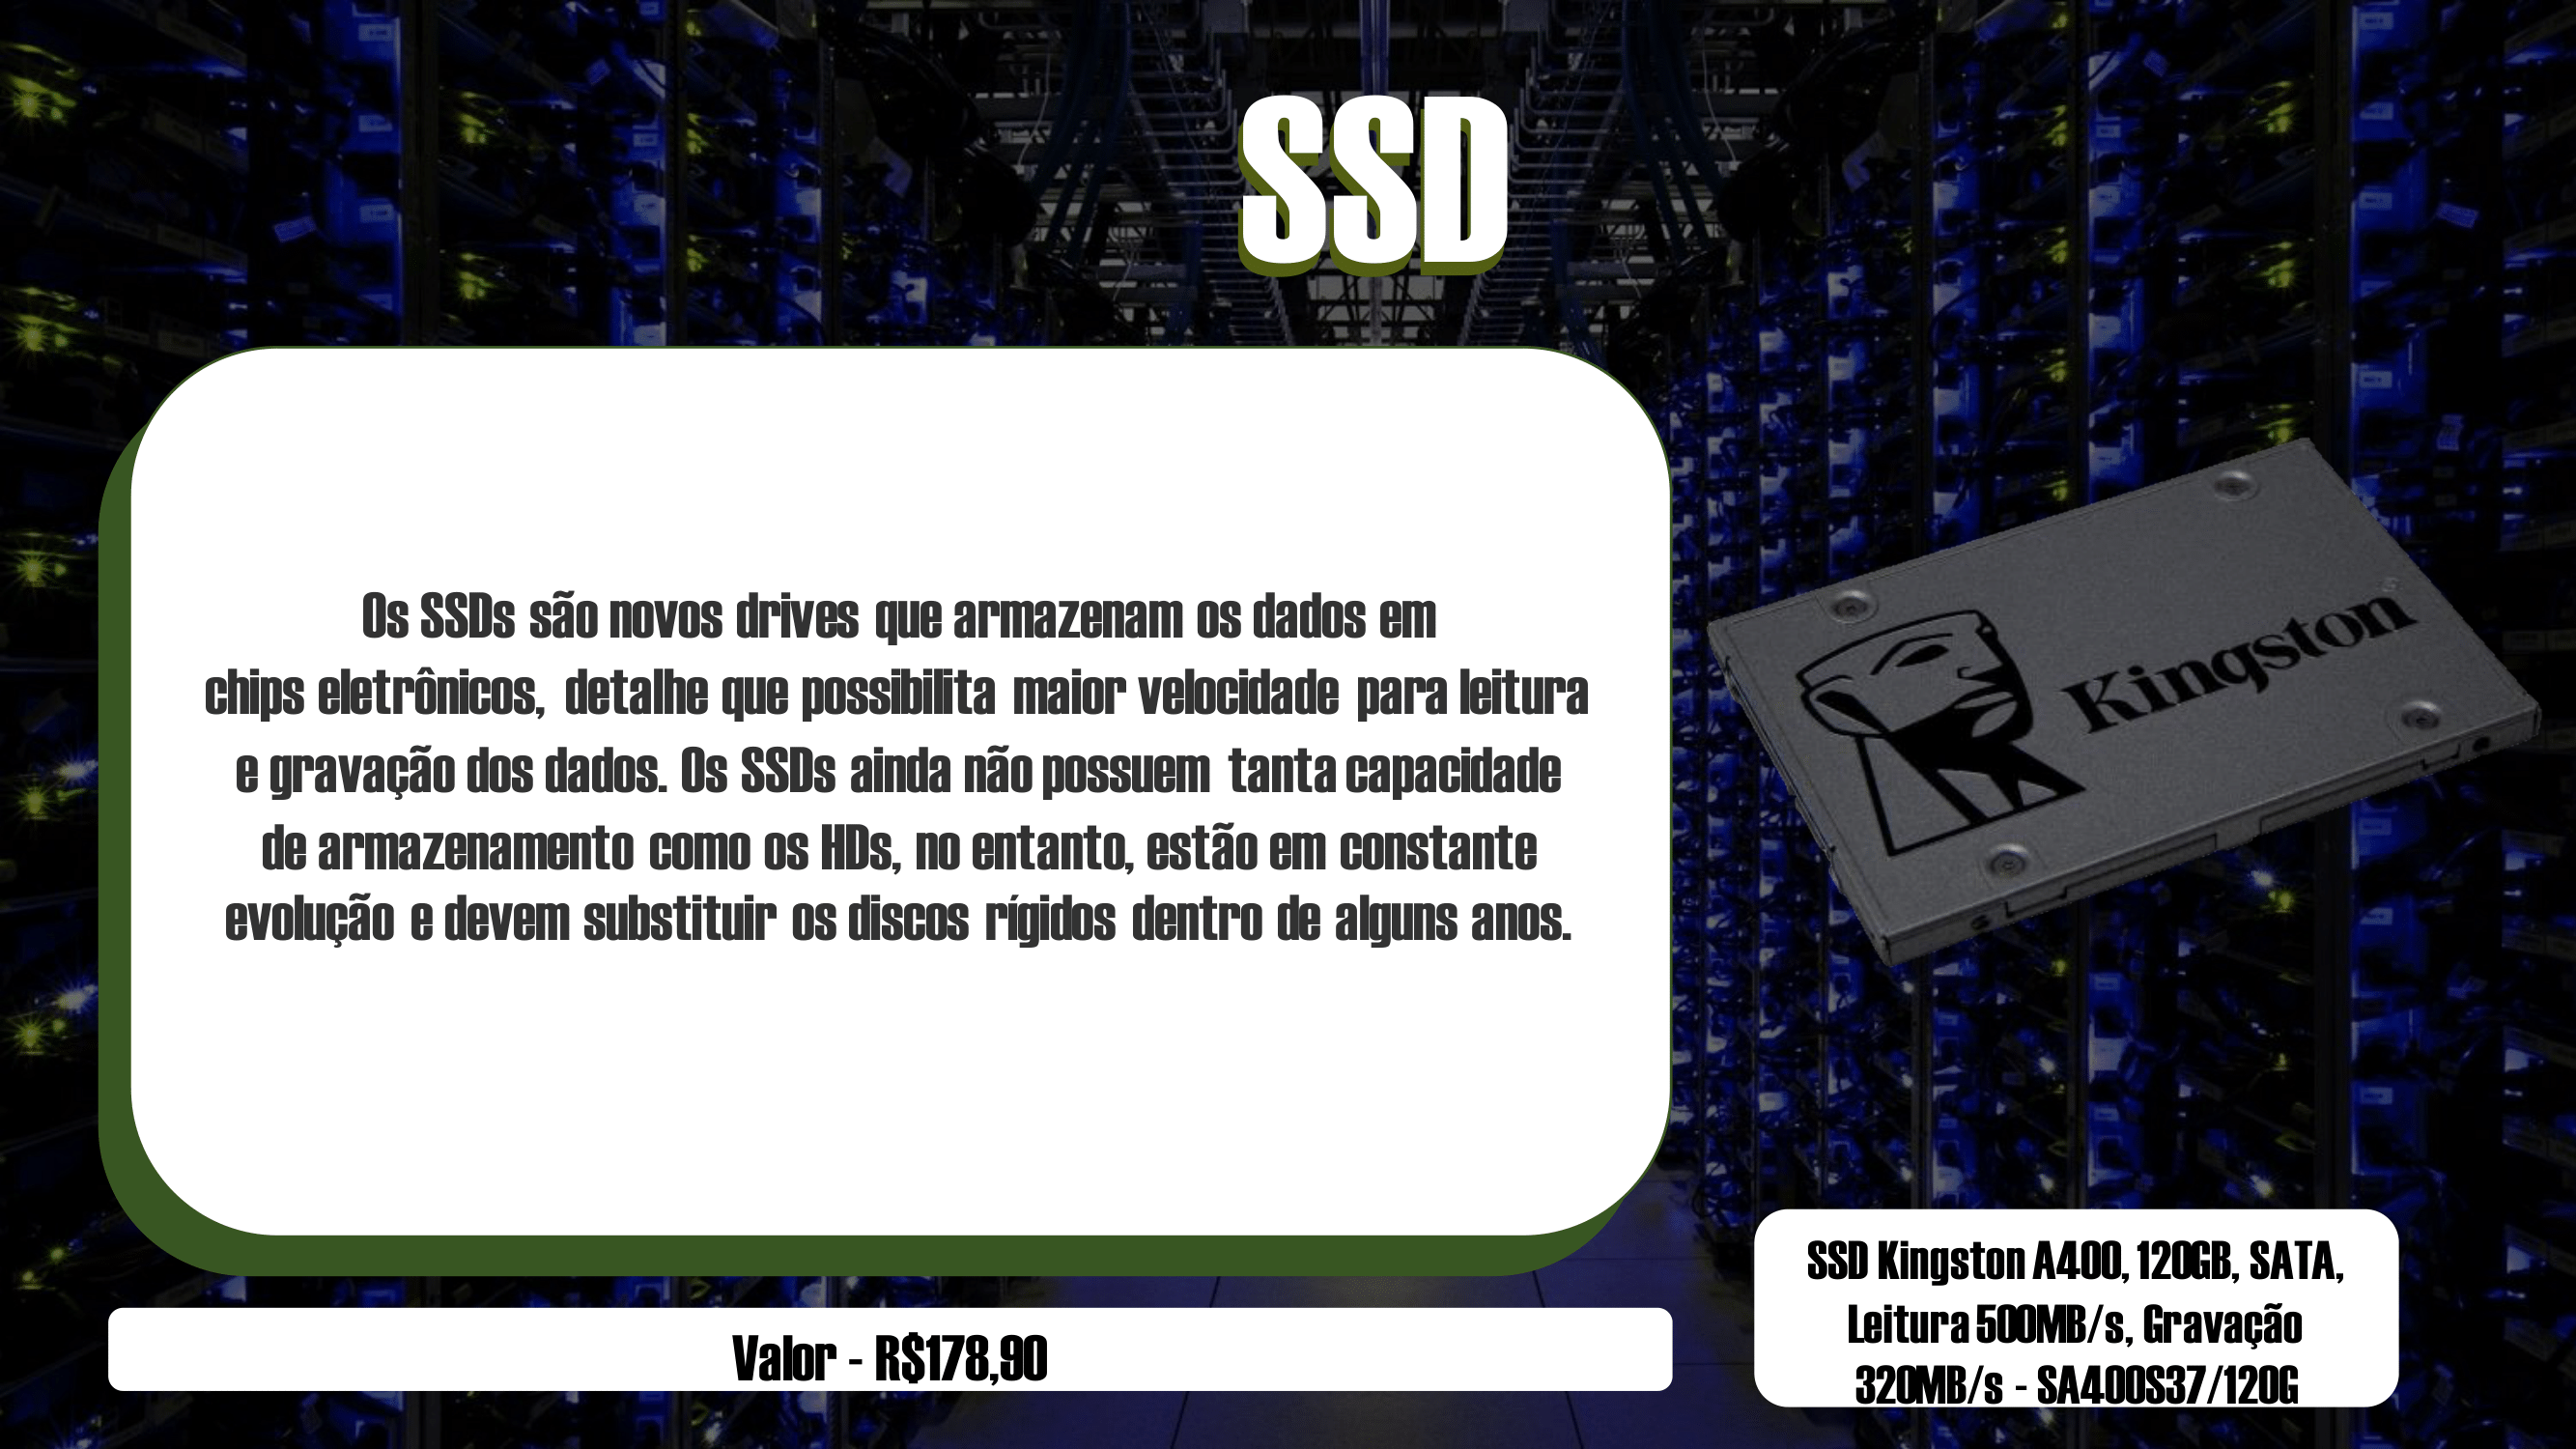 SSD
Os SSDs são novos drives que armazenam os dados em
chips eletrônicos, detalhe que possibilita maior velocidade para leitura
e gravação dos dados. Os SSDs ainda não possuem tanta capacidade
de armazenamento como os HDs, no entanto, estão em constante
evolução e devem substituir os discos rígidos dentro de alguns anos.
Kingston
SSD Kingston A400, 120GB, SATA,
Leitura 500MB/s, Gravação
320MB/s - SA400S37/120G
Valor - R$178,90